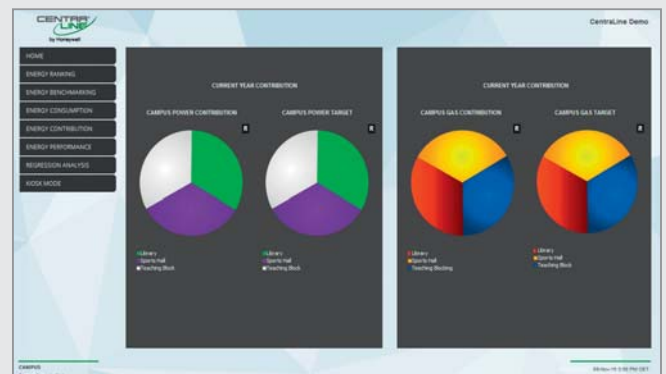 CENTRA
LINE
by Honeywell
CentraLine Demo
HOME
ENERGY RANKING
ENERGY BENCHMARKING
ENERGY CONSUMPTION
ENERGY CONTRIBUTION
ENERGY PERFORMANCE
REGRESSION ANALYSIS
KIOSK MODE
CURRENT YEAR CONTRIBUTION
CAMPUS POWER CONTRIBUTION
CAMPUS POWER TARGET
R
R
Library
Sports Hall
Teaching Block
Library
Sports Hall
Teaching Block
CURRENT YEAR CONTRIBUTION
CAMPUS GAS CONTRIBUTION
CAMPUS GAS TARGET
R
R
Library
Sports Hall
Teaching Blocking
Library
Sports Hall
Teaching Block
CAMPUS